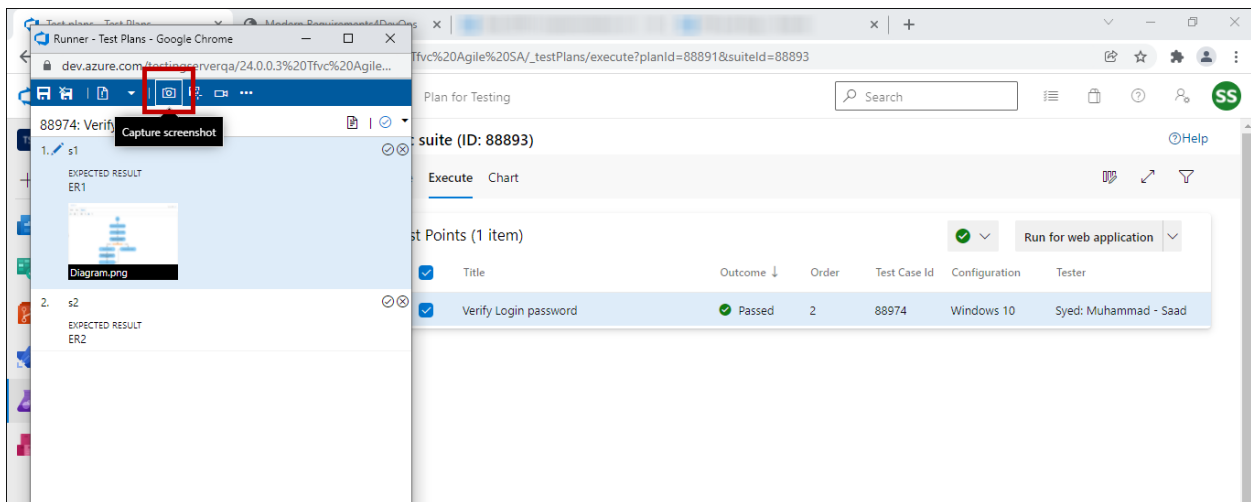 Test plans - Test Plans
Modern Requirements4DevOps
Runner - Test Plans - Google Chrome
dev.azure.com/testingserverqa/24.0.0.3%20Tfvc%20Agile...
Tfvc%20Agile%20SA/_testPlans/execute?planId=88891&suiteId=88893
Plan for Testing
Search
SS
88974: Verify
Capture screenshot
suite (ID: 88893)
Help
1. s1
EXPECTED RESULT
ER1
Diagram.png
2. s2
EXPECTED RESULT
ER2
Execute Chart
st Points (1 item)
Run for web application
Title Outcome Order Test Case Id Configuration Tester
Verify Login password Passed 2 88974 Windows 10 Syed: Muhammad - Saad